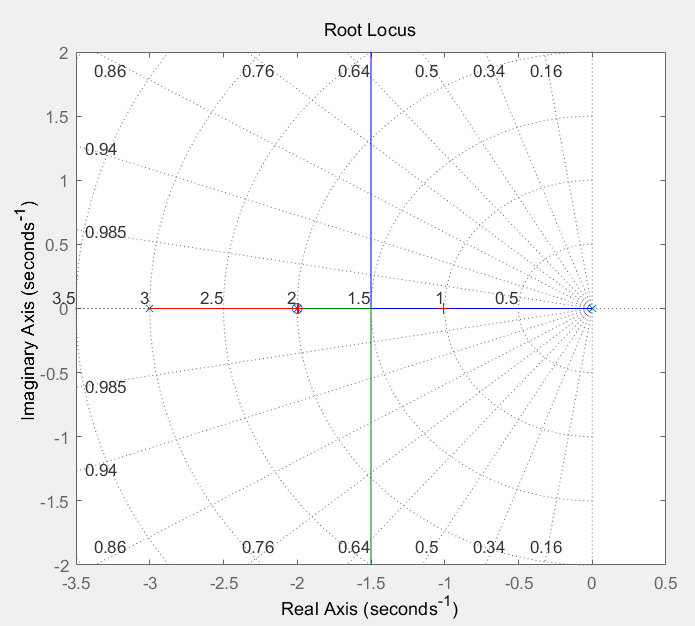 Root Locus
2
0.86 0.76 0.64 0.5 0.34 0.16
1.5
0.94
1
0.985
0.5
3.5 3 2.5 2 1.5 1 0.5
0
-0.5
0.985
-1
0.94
-1.5
0.86 0.76 0.64 0.5 0.34 0.16
-2
-3.5 -3 -2.5 -2 -1.5 -1 -0.5 0 0.5
Real Axis (seconds-1)
Imaginary Axis (seconds-1)